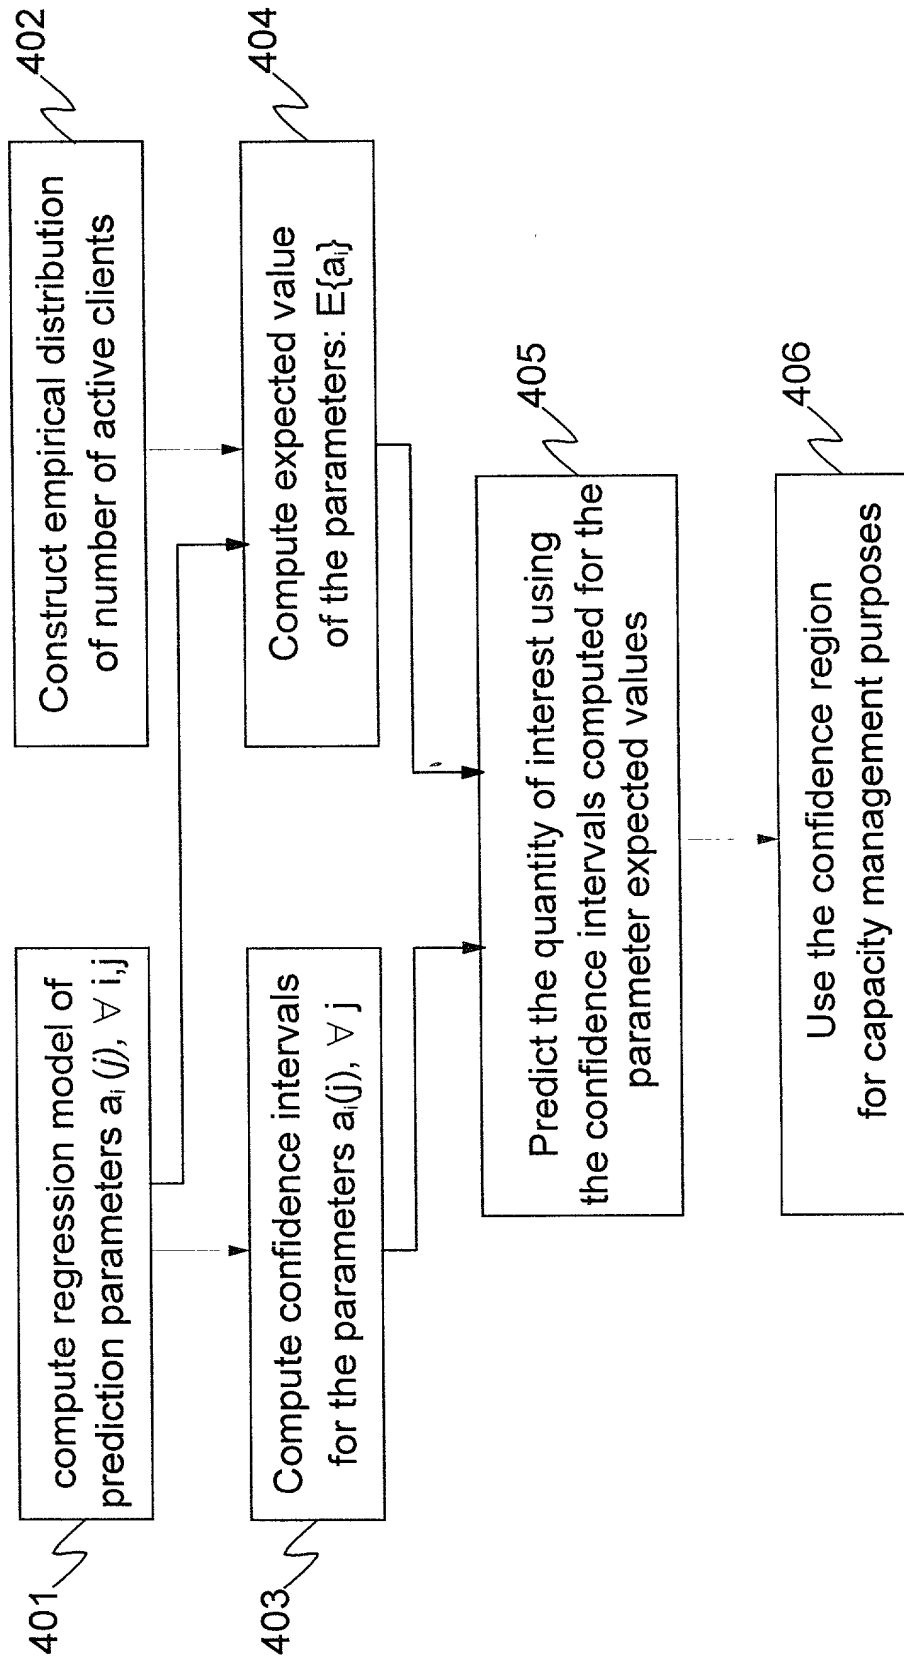 401
compute regression model of
prediction parameters aᵢ (j), ∀ i,j
Construct empirical distribution
of number of active clients
402
403
Compute confidence intervals
for the parameters aᵢ(j), ∀ j
Compute expected value
of the parameters: E{aᵢ}
404
Predict the quantity of interest using
the confidence intervals computed for the
parameter expected values
405
Use the confidence region
for capacity management purposes
406